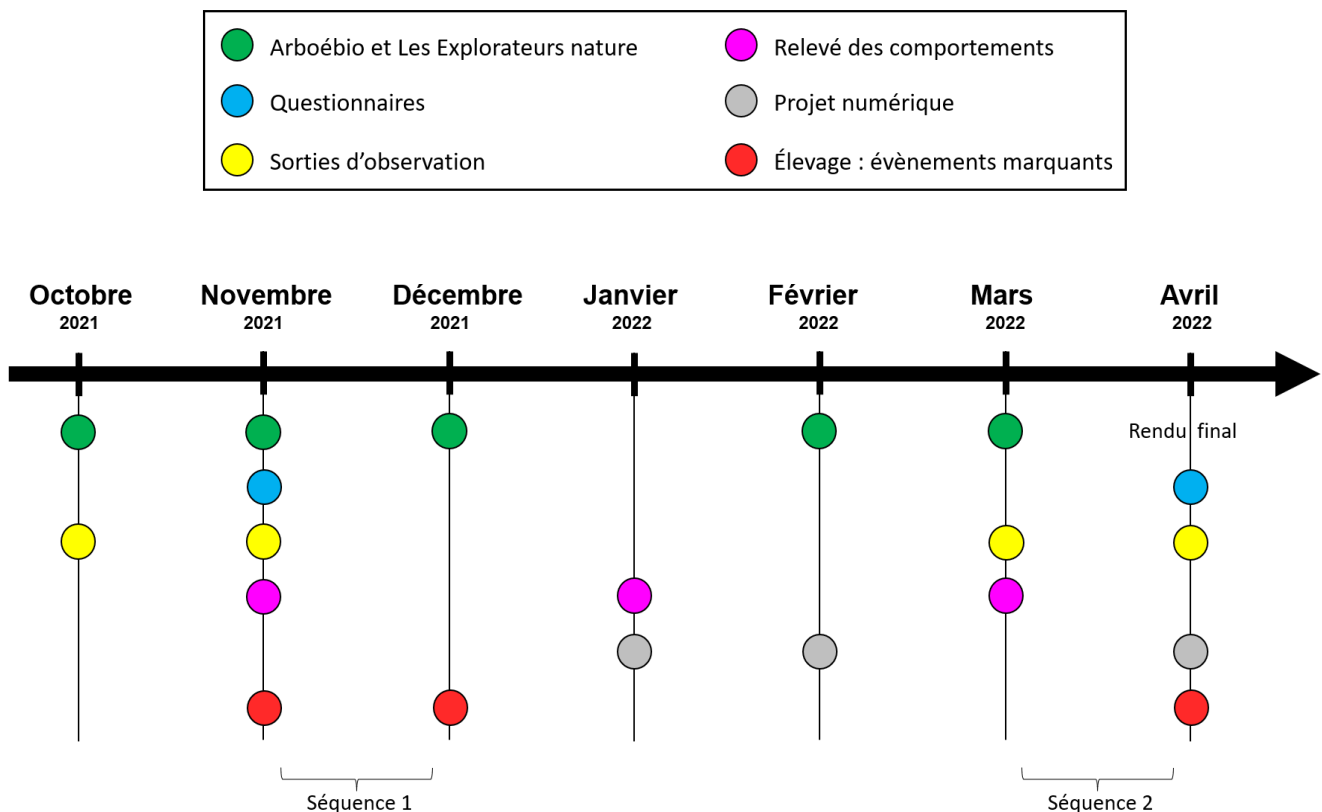 Arboébio et Les Explorateurs nature
Relevé des comportements
Questionnaires
Projet numérique
Sorties d’observation
Élevage : évènements marquants
Octobre
2021
Novembre
2021
Décembre
2021
Janvier
2022
Février
2022
Mars
2022
Avril
2022
Rendu final
Séquence 1
Séquence 2